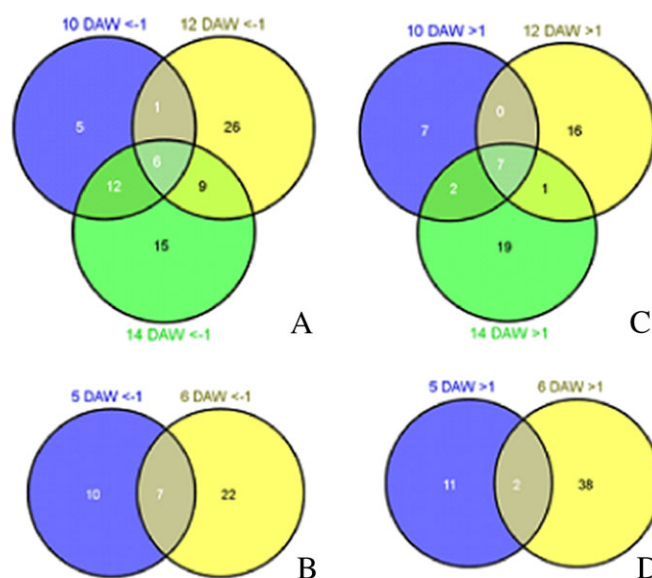 10 DAW <-1
12 DAW <-1
5
1
26
6
12
9
15
14 DAW <-1
A
10 DAW >1
12 DAW >1
7
0
16
7
2
1
19
14 DAW >1
C
5 DAW <-1
6 DAW <-1
10
7
22
B
5 DAW >1
6 DAW >1
11
2
38
D